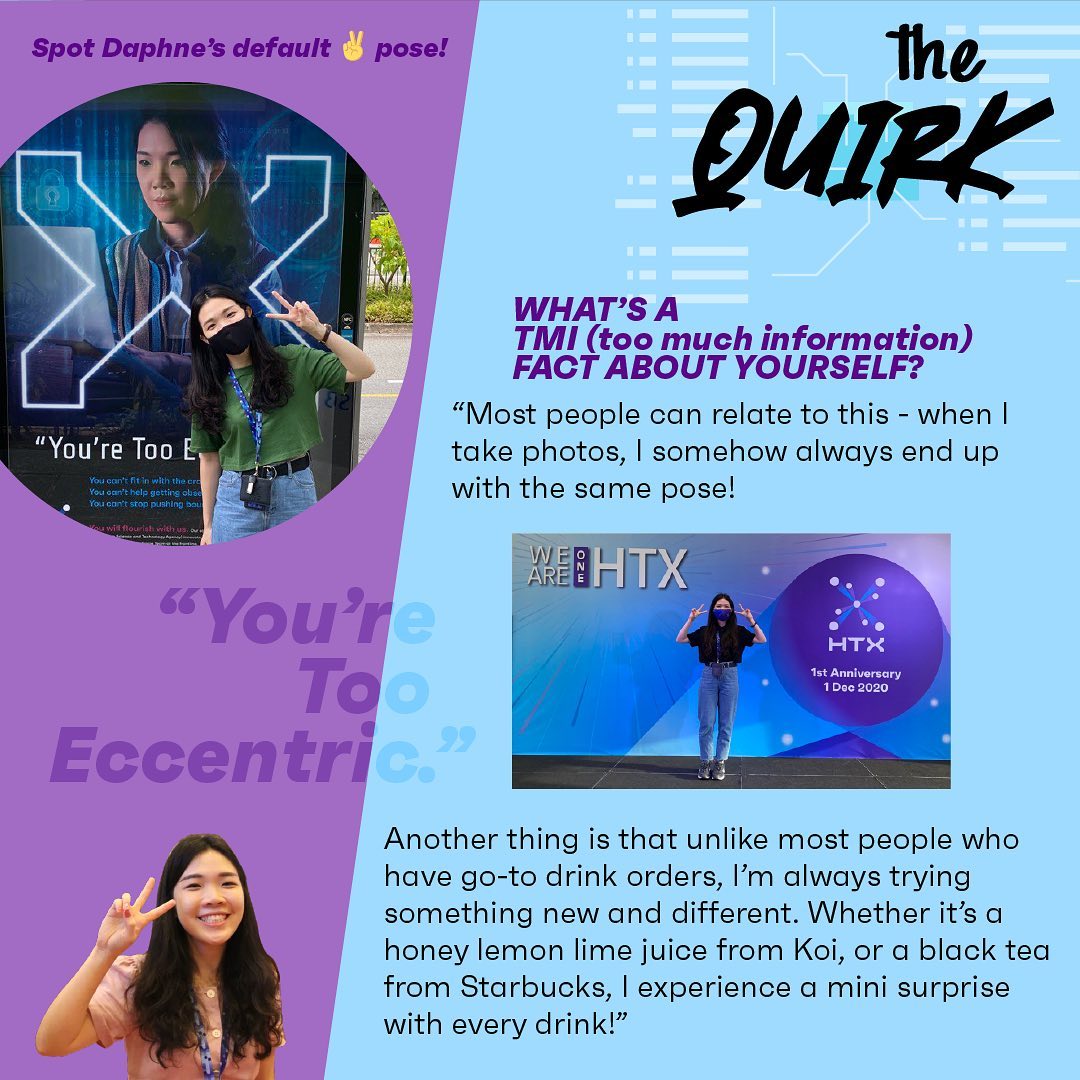 Spot Daphne's default ✌️ pose!
the
QUIRK
"You're Too E
You can't fit in with the cro
You can't help getting obse
You can't stop pushing bou
You will flourish with us.
WHAT'S A
TMI (too much information)
FACT ABOUT YOURSELF?
"Most people can relate to this - when I
take photos, I somehow always end up
with the same pose!
WE ARE ONE HTX
HTX
1st Anniversary
1 Dec 2020
"You're
Too
Eccentric."
Another thing is that unlike most people who
have go-to drink orders, I'm always trying
something new and different. Whether it's a
honey lemon lime juice from Koi, or a black tea
from Starbucks, I experience a mini surprise
with every drink!"